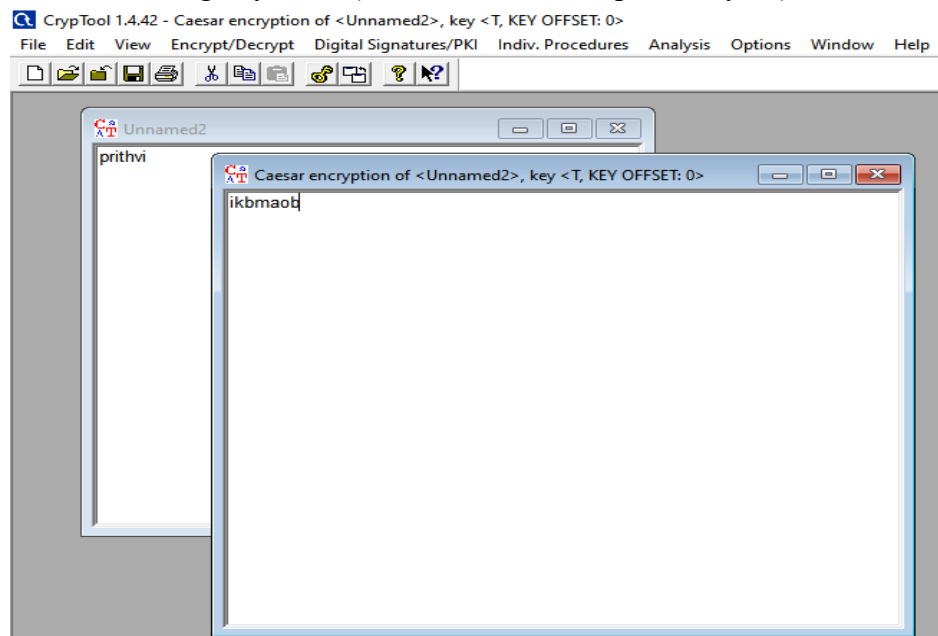 CrypTool 1.4.42 - Caesar encryption of <Unnamed2>, key <T, KEY OFFSET: 0>
File Edit View Encrypt/Decrypt Digital Signatures/PKI Indiv. Procedures Analysis Options Window Help
Unnamed2
prithvi
Caesar encryption of <Unnamed2>, key <T, KEY OFFSET: 0>
ikbmaob